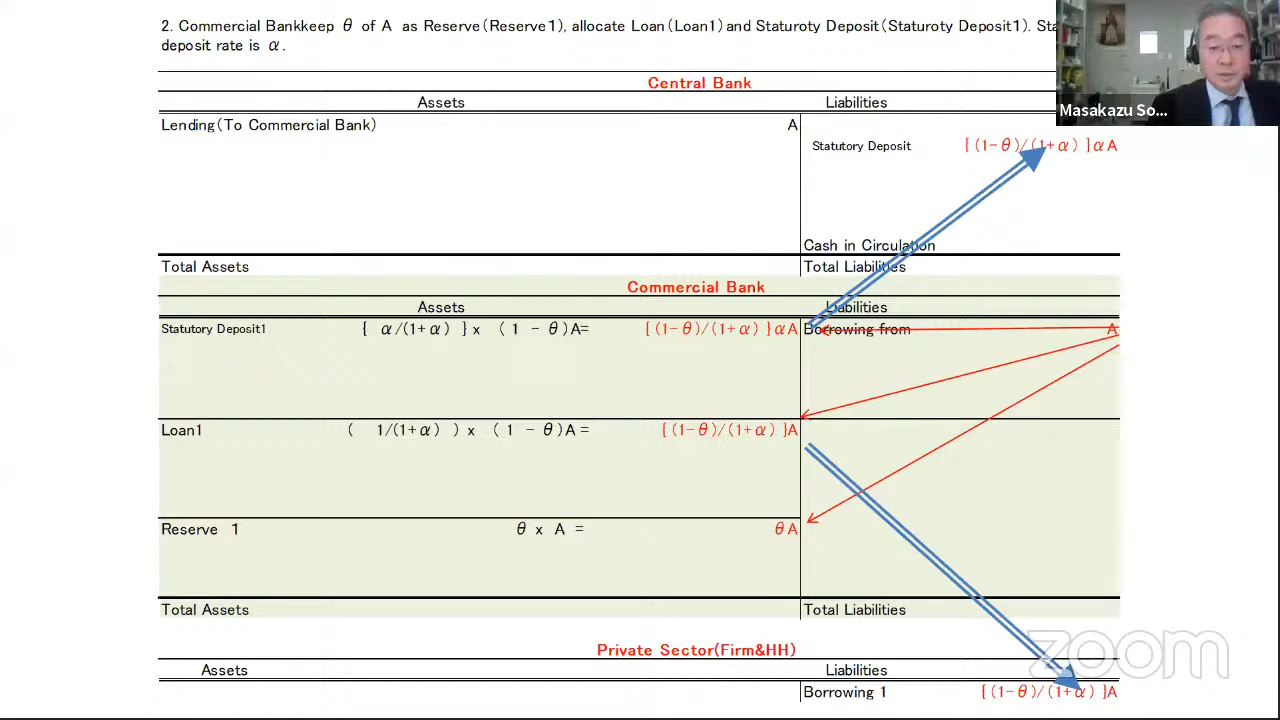 2. Commercial Bankkeep θ of A as Reserve(Reserve1), allocate Loan(Loan1) and Staturoty Deposit(Staturoty Deposit1). Sta
deposit rate is α.
Central Bank
Assets Liabilities
Lending(To Commercial Bank) A
Statutory Deposit [(1-θ)/(1+α)]αA
Cash in Circulation
Total Assets Total Liabilities
Commercial Bank
Assets Liabilities
Statutory Deposit1 [ α/(1+α) ] x ( 1 - θ)A= [(1-θ)/(1+α)]αA Borrowing from A
Loan1 ( 1/(1+α) ) x ( 1 - θ)A = [(1-θ)/(1+α)]A
Reserve 1 θ x A = θA
Total Assets Total Liabilities
Private Sector(Firm&HH)
Assets Liabilities
Borrowing 1 [(1-θ)/(1+α)]A
Masakazu So...
zoom